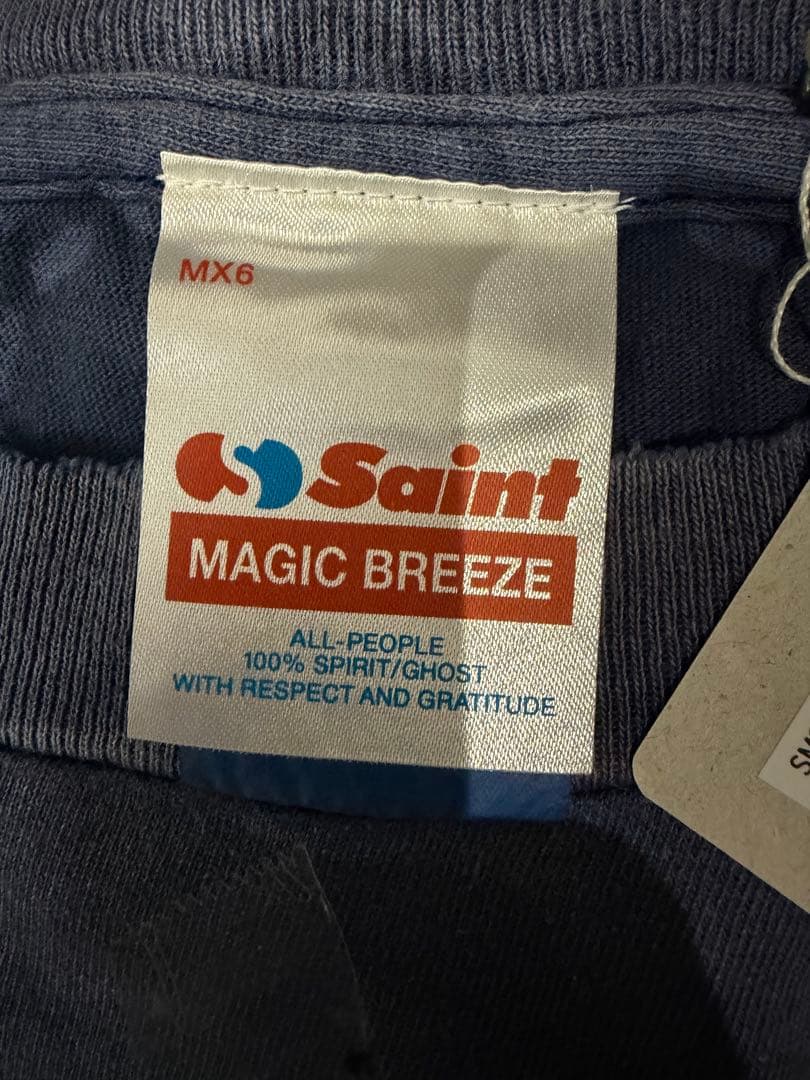 MX6
Saint
MAGIC BREEZE
ALL-PEOPLE
100% SPIRIT/GHOST
WITH RESPECT AND GRATITUDE